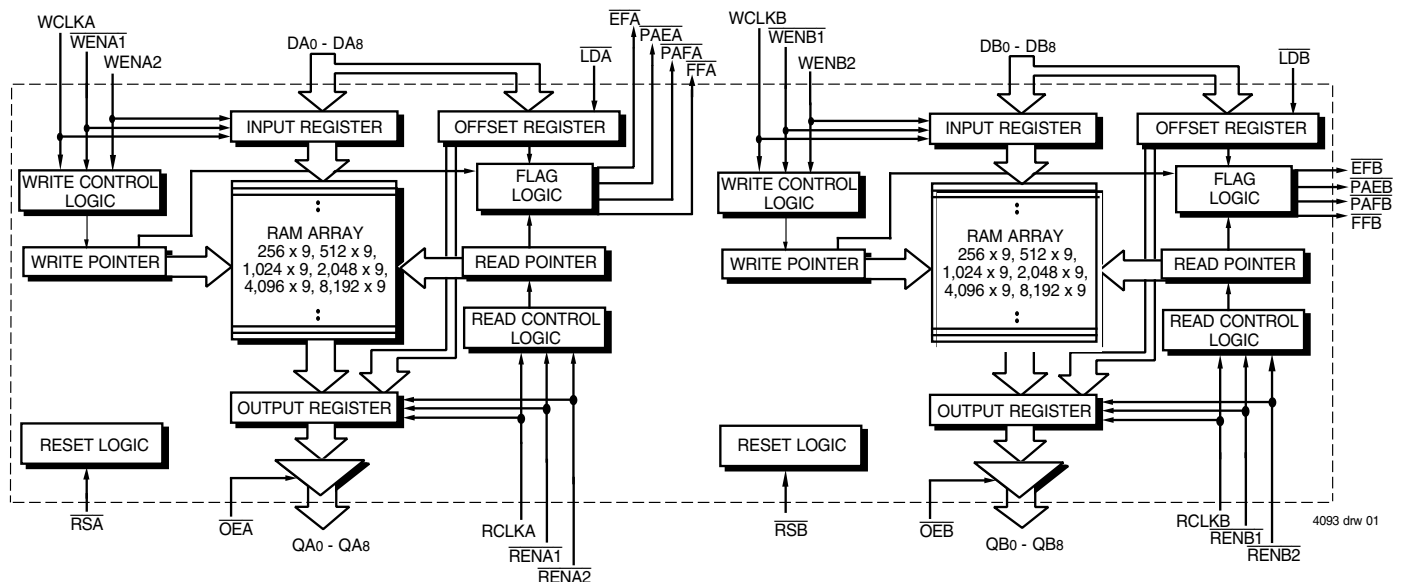 WCLKA
WENA1
WENA2
DA0 - DA8
LDA
EFA
PAEA
PAFA
FFA
INPUT REGISTER
OFFSET REGISTER
WRITE CONTROL
LOGIC
FLAG
LOGIC
WRITE POINTER
RAM ARRAY
256 x 9, 512 x 9,
1,024 x 9, 2,048 x 9,
4,096 x 9, 8,192 x 9
READ POINTER
READ CONTROL
LOGIC
OUTPUT REGISTER
RESET LOGIC
RSA
OEA
QA0 - QA8
RCLKA
RENA1
RENA2
WCLKB
WENB1
WENB2
DB0 - DB8
LDB
INPUT REGISTER
OFFSET REGISTER
WRITE CONTROL
LOGIC
FLAG
LOGIC
EFB
PAEB
PAFB
FFB
WRITE POINTER
RAM ARRAY
256 x 9, 512 x 9,
1,024 x 9, 2,048 x 9,
4,096 x 9, 8,192 x 9
READ POINTER
READ CONTROL
LOGIC
OUTPUT REGISTER
RESET LOGIC
RSB
OEB
QB0 - QB8
RCLKB
RENB1
RENB2
4093 drw 01